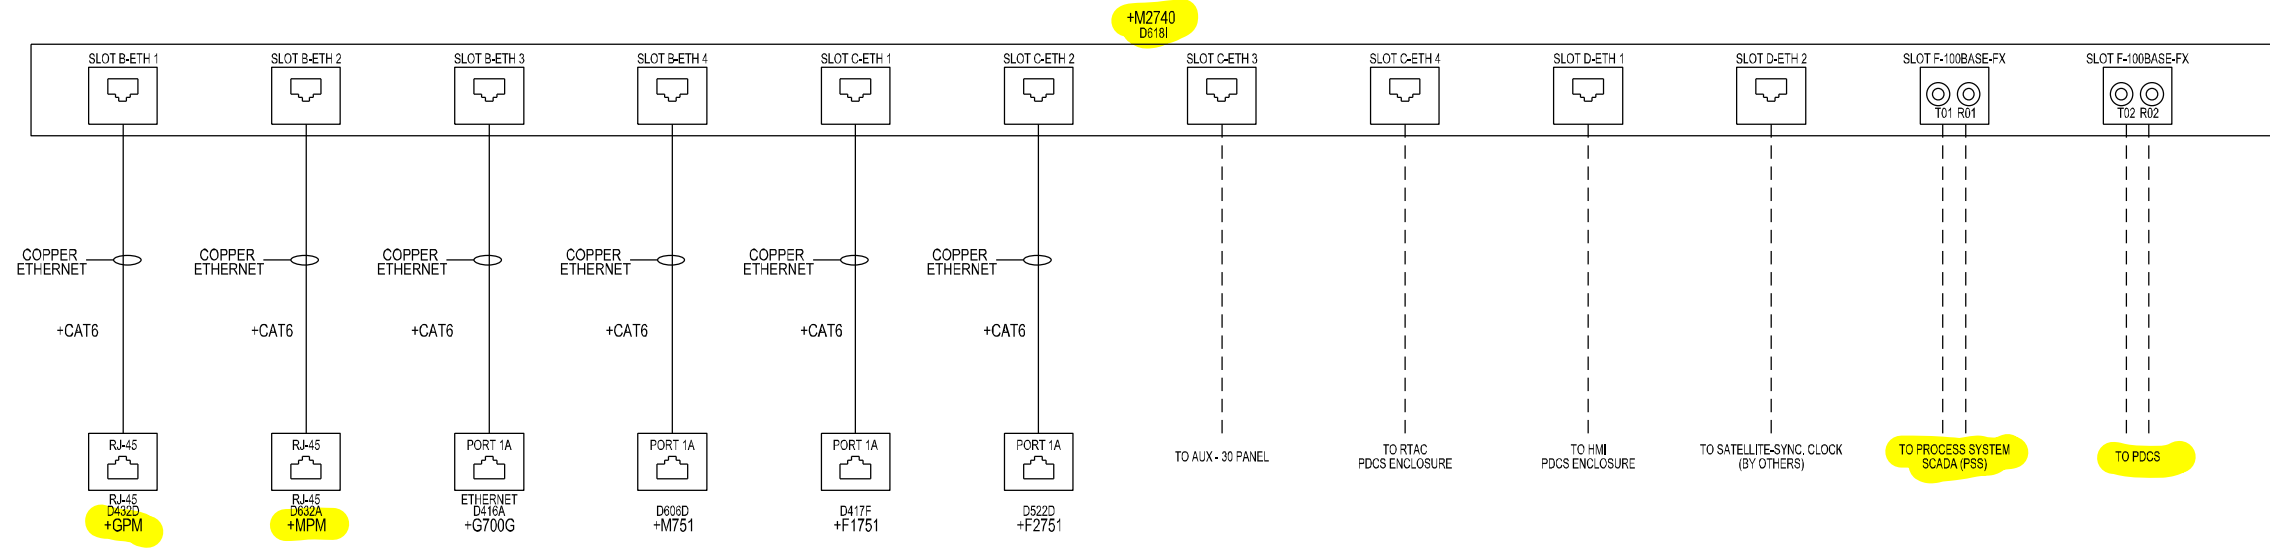 +M2740
D618I
SLOT B-ETH 1
SLOT B-ETH 2
SLOT B-ETH 3
SLOT B-ETH 4
SLOT C-ETH 1
SLOT C-ETH 2
SLOT C-ETH 3
SLOT C-ETH 4
SLOT D-ETH 1
SLOT D-ETH 2
SLOT F-100BASE-FX
SLOT F-100BASE-FX
T01 R01
T02 R02
COPPER
ETHERNET
COPPER
ETHERNET
COPPER
ETHERNET
COPPER
ETHERNET
COPPER
ETHERNET
COPPER
ETHERNET
+CAT6
+CAT6
+CAT6
+CAT6
+CAT6
+CAT6
RJ-45
RJ-45
D432D
+GPM
RJ-45
RJ-45
D632A
+MPM
PORT 1A
ETHERNET
D416A
+G700G
PORT 1A
D606D
+M751
PORT 1A
D417F
+F1751
PORT 1A
D522D
+F2751
TO AUX - 30 PANEL
TO RTAC
PDCS ENCLOSURE
TO HMI
PDCS ENCLOSURE
TO SATELLITE-SYNC. CLOCK
(BY OTHERS)
TO PROCESS SYSTEM
SCADA (PSS)
TO PDCS